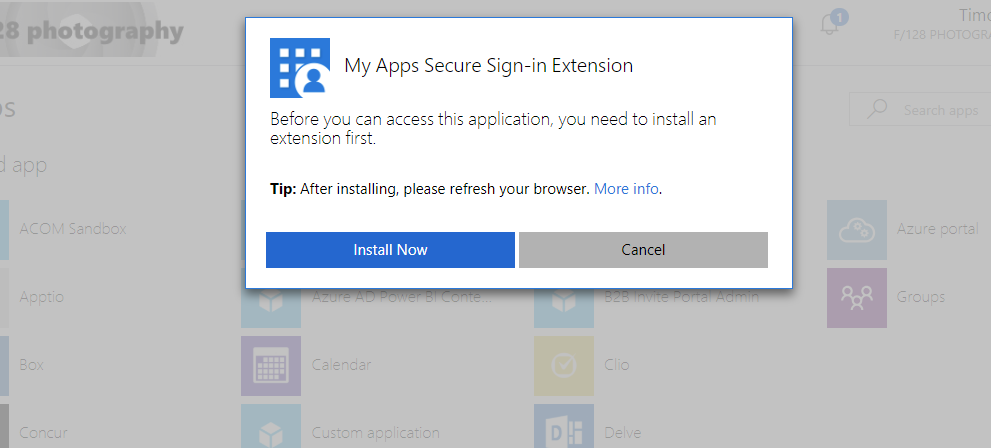 28 photography
1
Timo
F/128 PHOTOGRA
My Apps Secure Sign-in Extension
Before you can access this application, you need to install an
extension first.
Tip: After installing, please refresh your browser. More info.
Install Now
Cancel
Search apps
ACOM Sandbox
Azure portal
Apptio
Azure AD Power BI Conte...
B2B Invite Portal Admin
Groups
Box
Calendar
Clio
Concur
Custom application
Delve